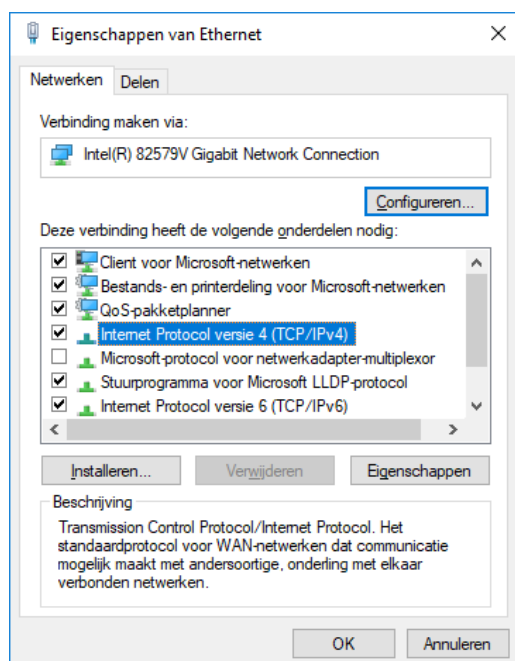 Eigenschappen van Ethernet
Netwerken
Delen
Verbinding maken via:
Intel(R) 82579V Gigabit Network Connection
Configureren...
Deze verbinding heeft de volgende onderdelen nodig:
Client voor Microsoft-netwerken
Bestands- en printerdeling voor Microsoft-netwerken
QoS-pakketplanner
Internet Protocol versie 4 (TCP/IPv4)
Microsoft-protocol voor netwerkadapter-multiplexor
Stuurprogramma voor Microsoft LLDP-protocol
Internet Protocol versie 6 (TCP/IPv6)
Installeren...
Verwijderen
Eigenschappen
Beschrijving
Transmission Control Protocol/Internet Protocol. Het
standaardprotocol voor WAN-netwerken dat communicatie
mogelijk maakt met andersoortige, onderling met elkaar
verbonden netwerken.
OK
Annuleren